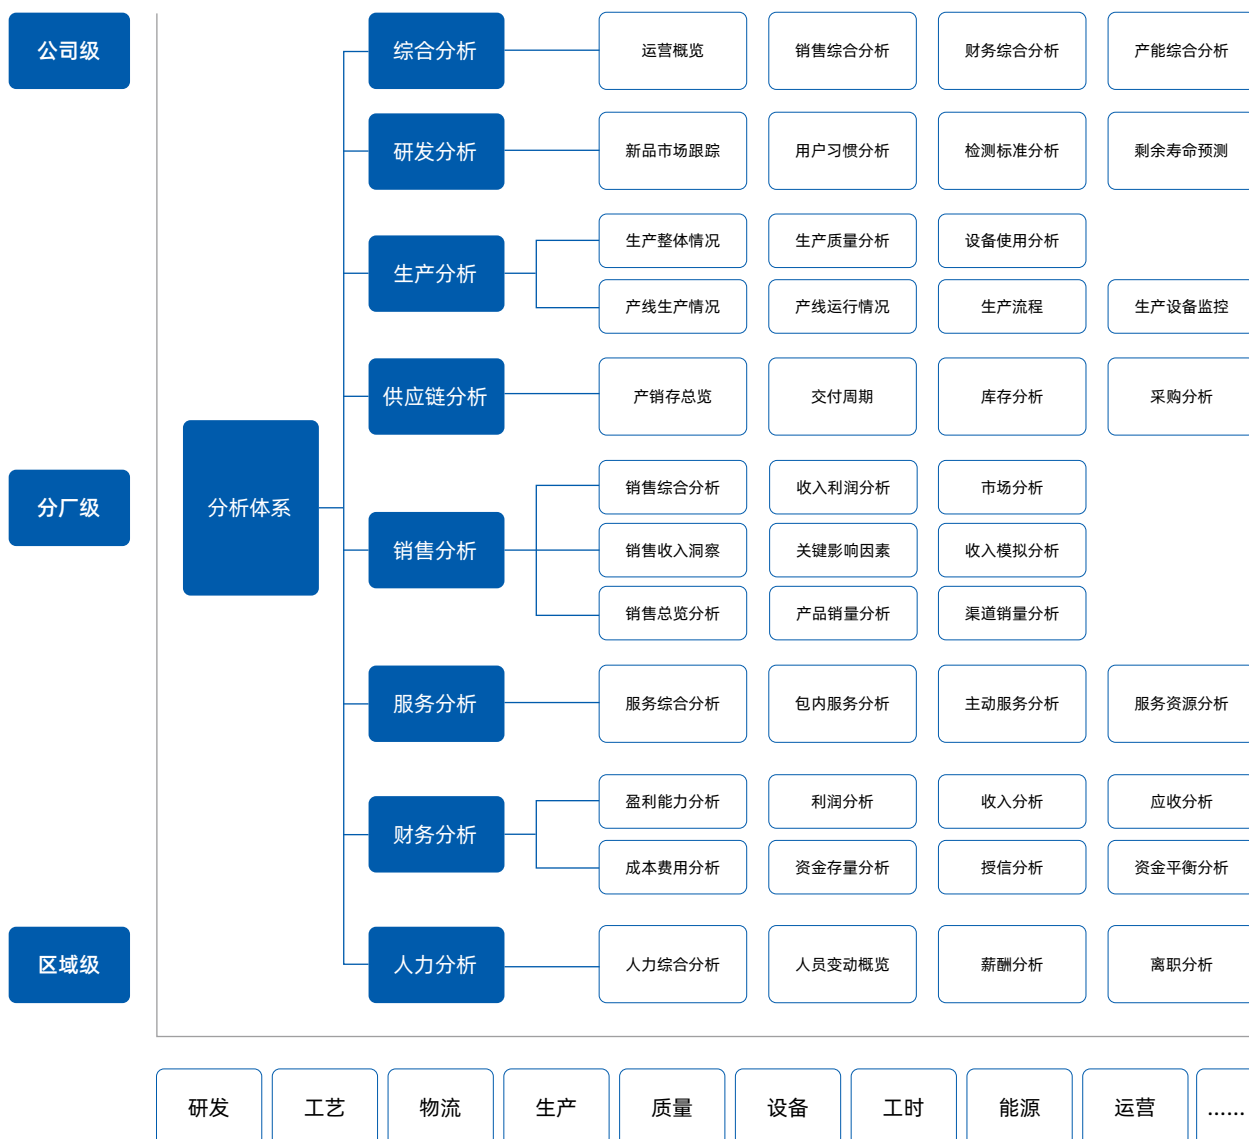 公司级
综合分析
运营概览
销售综合分析
财务综合分析
产能综合分析
研发分析
新品市场跟踪
用户习惯分析
检测标准分析
剩余寿命预测
生产分析
生产整体情况
生产质量分析
设备使用分析
产线生产情况
产线运行情况
生产流程
生产设备监控
供应链分析
产销存总览
交付周期
库存分析
采购分析
分厂级
分析体系
销售分析
销售综合分析
收入利润分析
市场分析
销售收入洞察
关键影响因素
收入模拟分析
销售总览分析
产品销量分析
渠道销量分析
服务分析
服务综合分析
包内服务分析
主动服务分析
服务资源分析
财务分析
盈利能力分析
利润分析
收入分析
应收分析
成本费用分析
资金存量分析
授信分析
资金平衡分析
区域级
人力分析
人力综合分析
人员变动概览
薪酬分析
离职分析
研发
工艺
物流
生产
质量
设备
工时
能源
运营
......